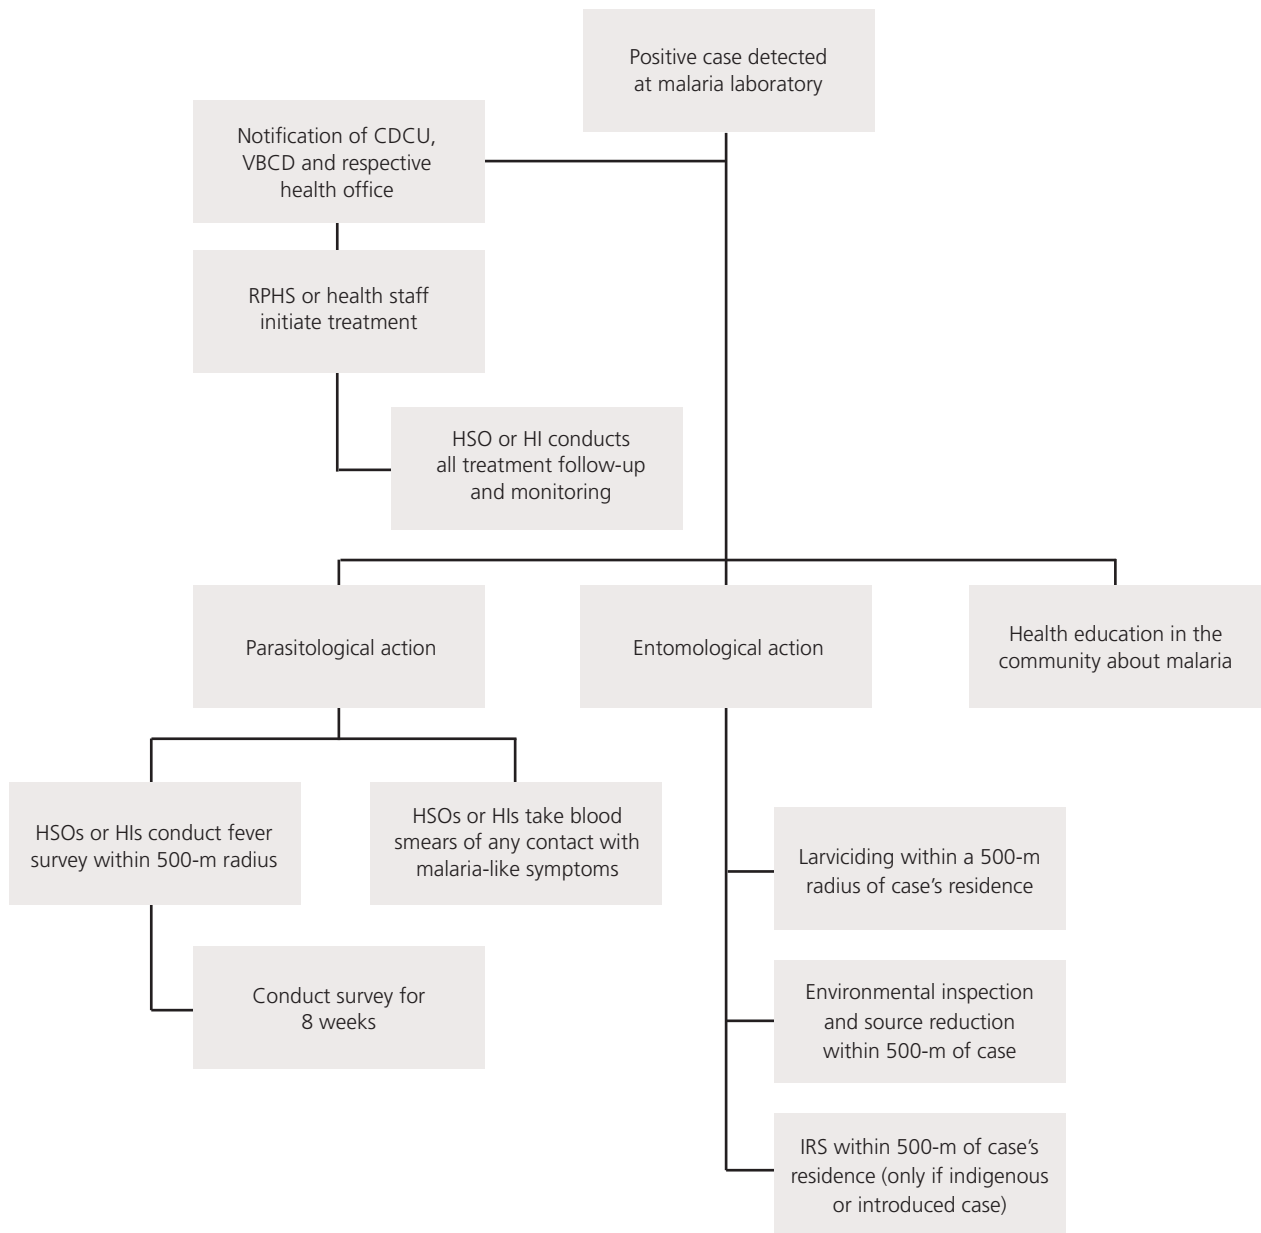 Positive case detected
at malaria laboratory
Notification of CDCU,
VBCD and respective
health office
RPHS or health staff
initiate treatment
HSO or HI conducts
all treatment follow-up
and monitoring
Parasitological action
Entomological action
Health education in the
community about malaria
HSOs or HIs conduct fever
survey within 500-m radius
HSOs or HIs take blood
smears of any contact with
malaria-like symptoms
Conduct survey for
8 weeks
Larviciding within a 500-m
radius of case’s residence
Environmental inspection
and source reduction
within 500-m of case
IRS within 500-m of case’s
residence (only if indigenous
or introduced case)